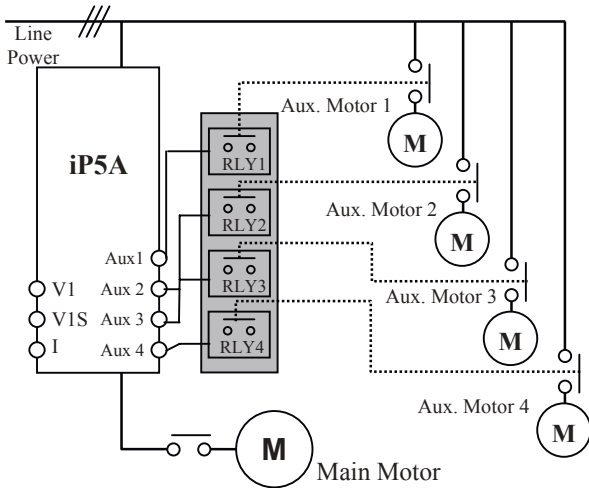 Line
Power
iP5A
Aux1
V1
Aux 2
V1S
Aux 3
I
Aux 4
RLY1
RLY2
RLY3
RLY4
Aux. Motor 1
M
Aux. Motor 2
M
Aux. Motor 3
M
Aux. Motor 4
M
M
Main Motor